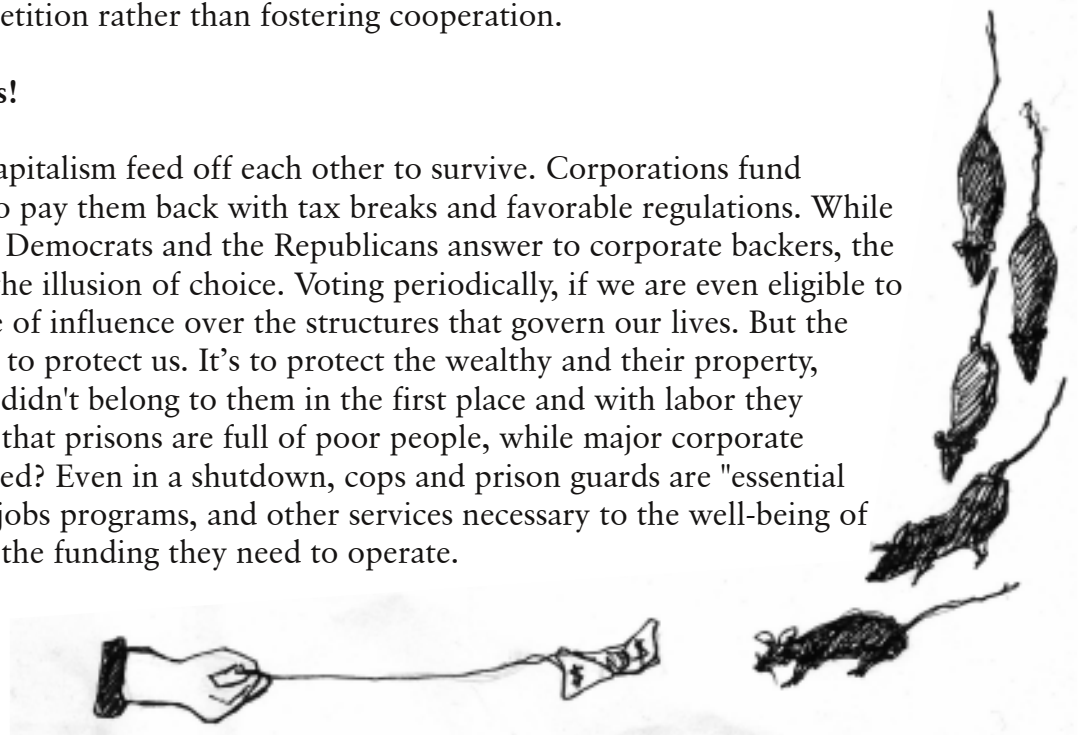 etition rather than fostering cooperation.
s!
apitalism feed off each other to survive. Corporations fund
o pay them back with tax breaks and favorable regulations. While
Democrats and the Republicans answer to corporate backers, the
he illusion of choice. Voting periodically, if we are even eligible to
e of influence over the structures that govern our lives. But the
to protect us. It’s to protect the wealthy and their property,
didn't belong to them in the first place and with labor they
that prisons are full of poor people, while major corporate
ed? Even in a shutdown, cops and prison guards are "essential
jobs programs, and other services necessary to the well-being of
the funding they need to operate.
$ $